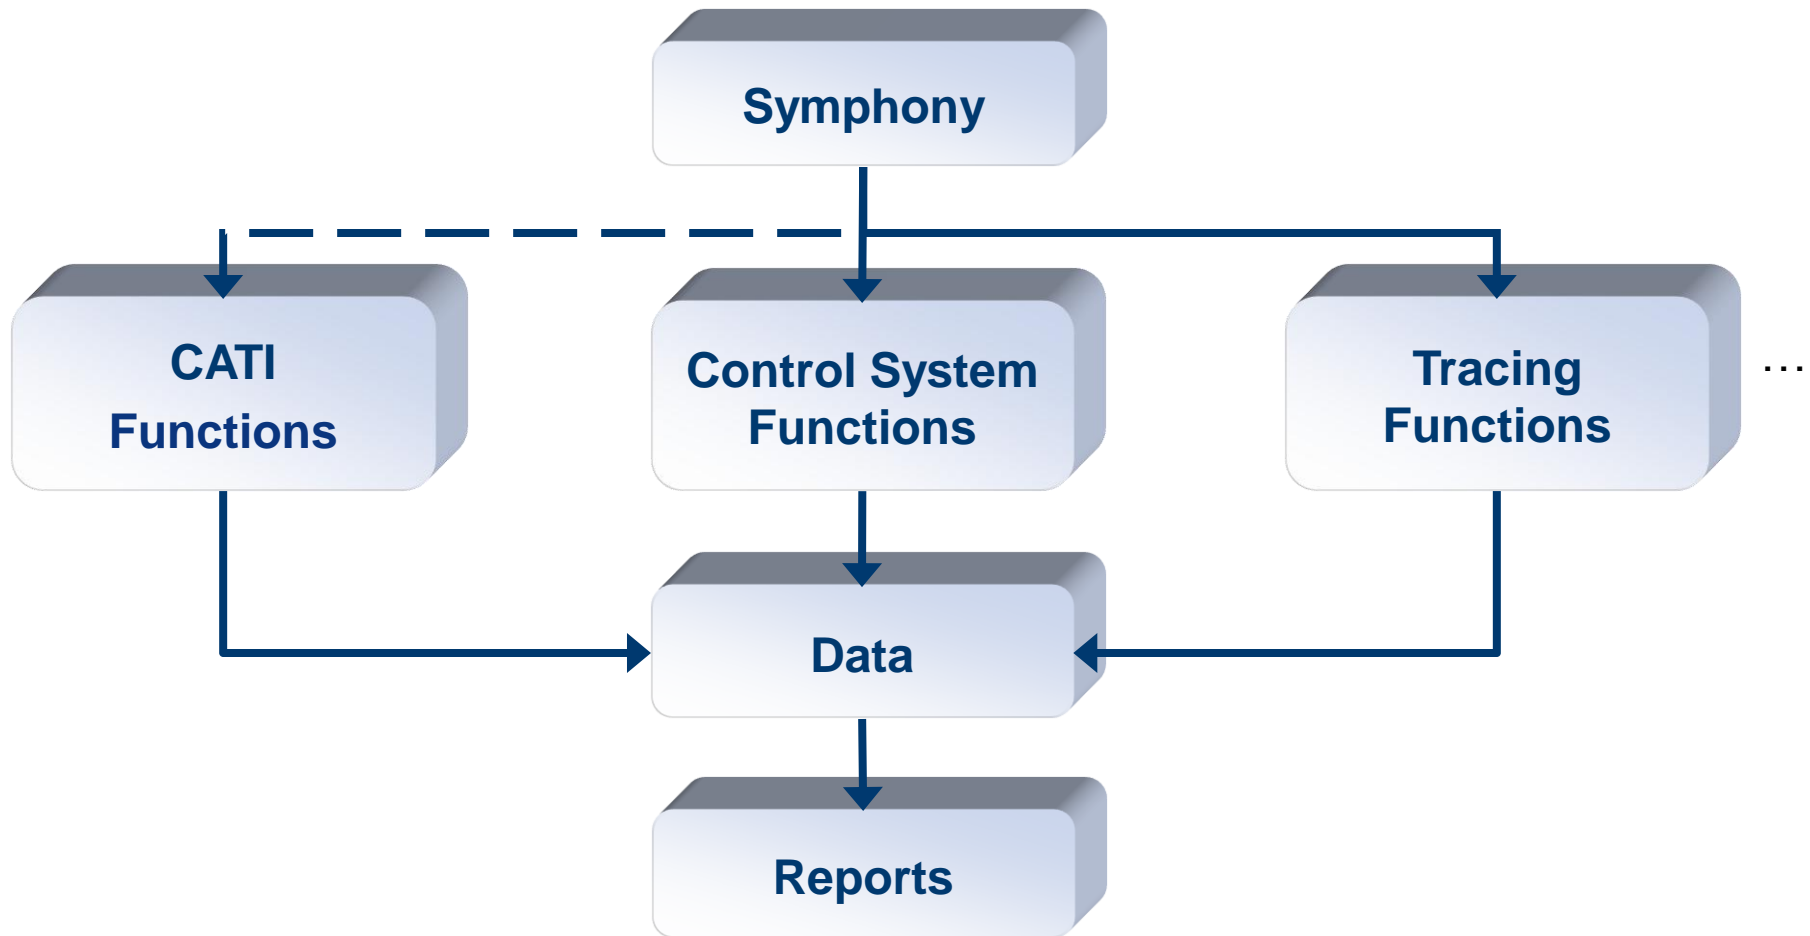 Symphony
CATI
Functions
Control System
Functions
Tracing
Functions
...
Data
Reports